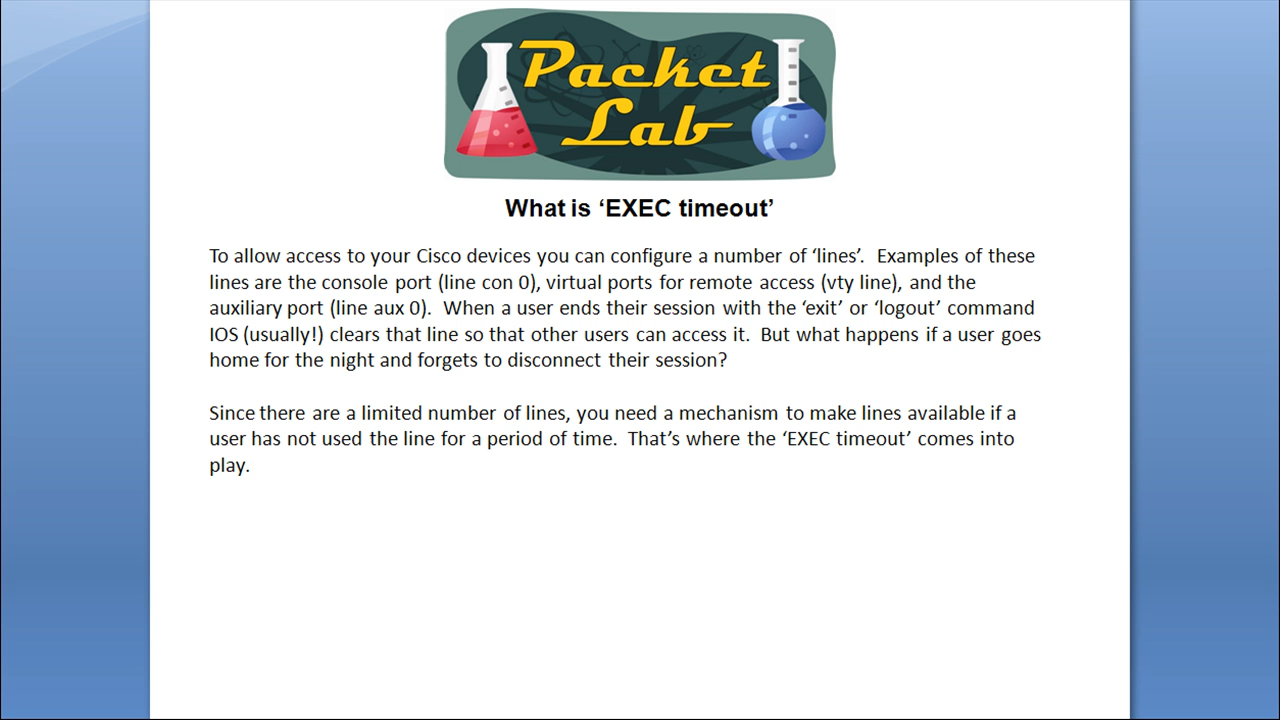 Packet
Lab
What is ‘EXEC timeout’
To allow access to your Cisco devices you can configure a number of ‘lines’.  Examples of these
lines are the console port (line con 0), virtual ports for remote access (vty line), and the
auxiliary port (line aux 0).  When a user ends their session with the ‘exit’ or ‘logout’ command
IOS (usually!) clears that line so that other users can access it.  But what happens if a user goes
home for the night and forgets to disconnect their session?
Since there are a limited number of lines, you need a mechanism to make lines available if a
user has not used the line for a period of time.  That’s where the ‘EXEC timeout’ comes into
play.